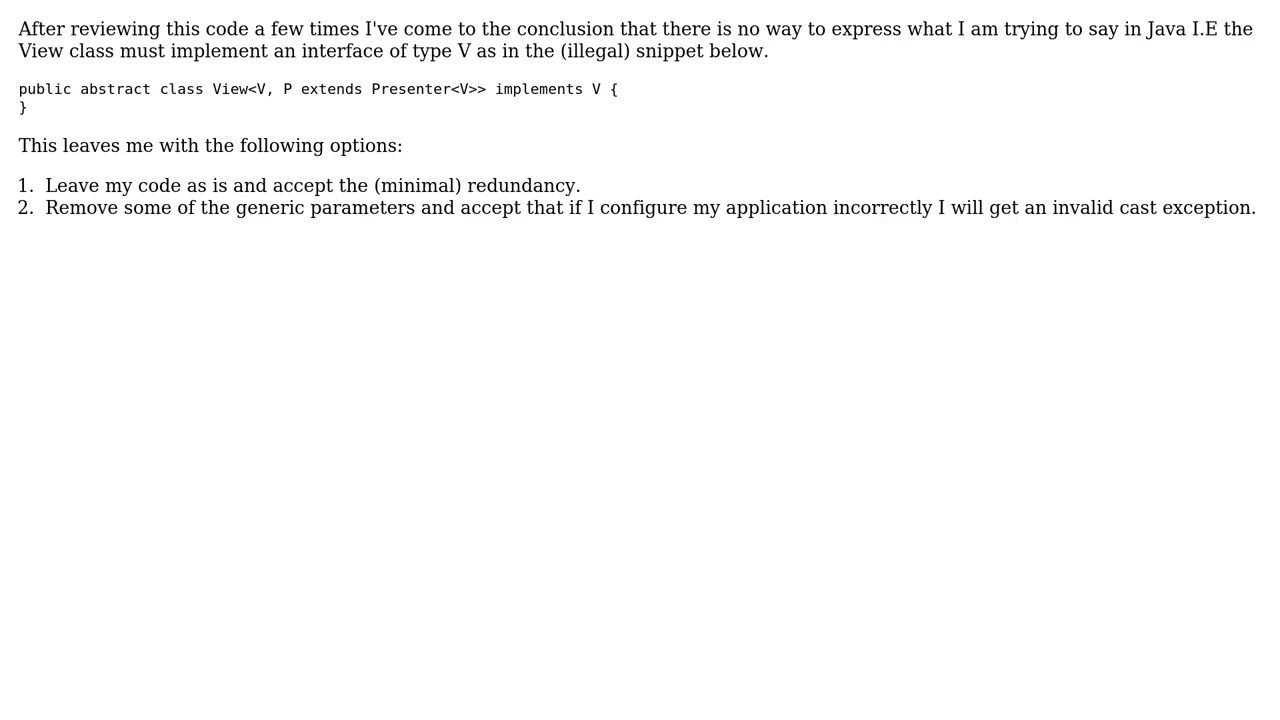 After reviewing this code a few times I've come to the conclusion that there is no way to express what I am trying to say in Java I.E the
View class must implement an interface of type V as in the (illegal) snippet below.
public abstract class View<V, P extends Presenter<V>> implements V {
}
This leaves me with the following options:
1. Leave my code as is and accept the (minimal) redundancy.
2. Remove some of the generic parameters and accept that if I configure my application incorrectly I will get an invalid cast exception.